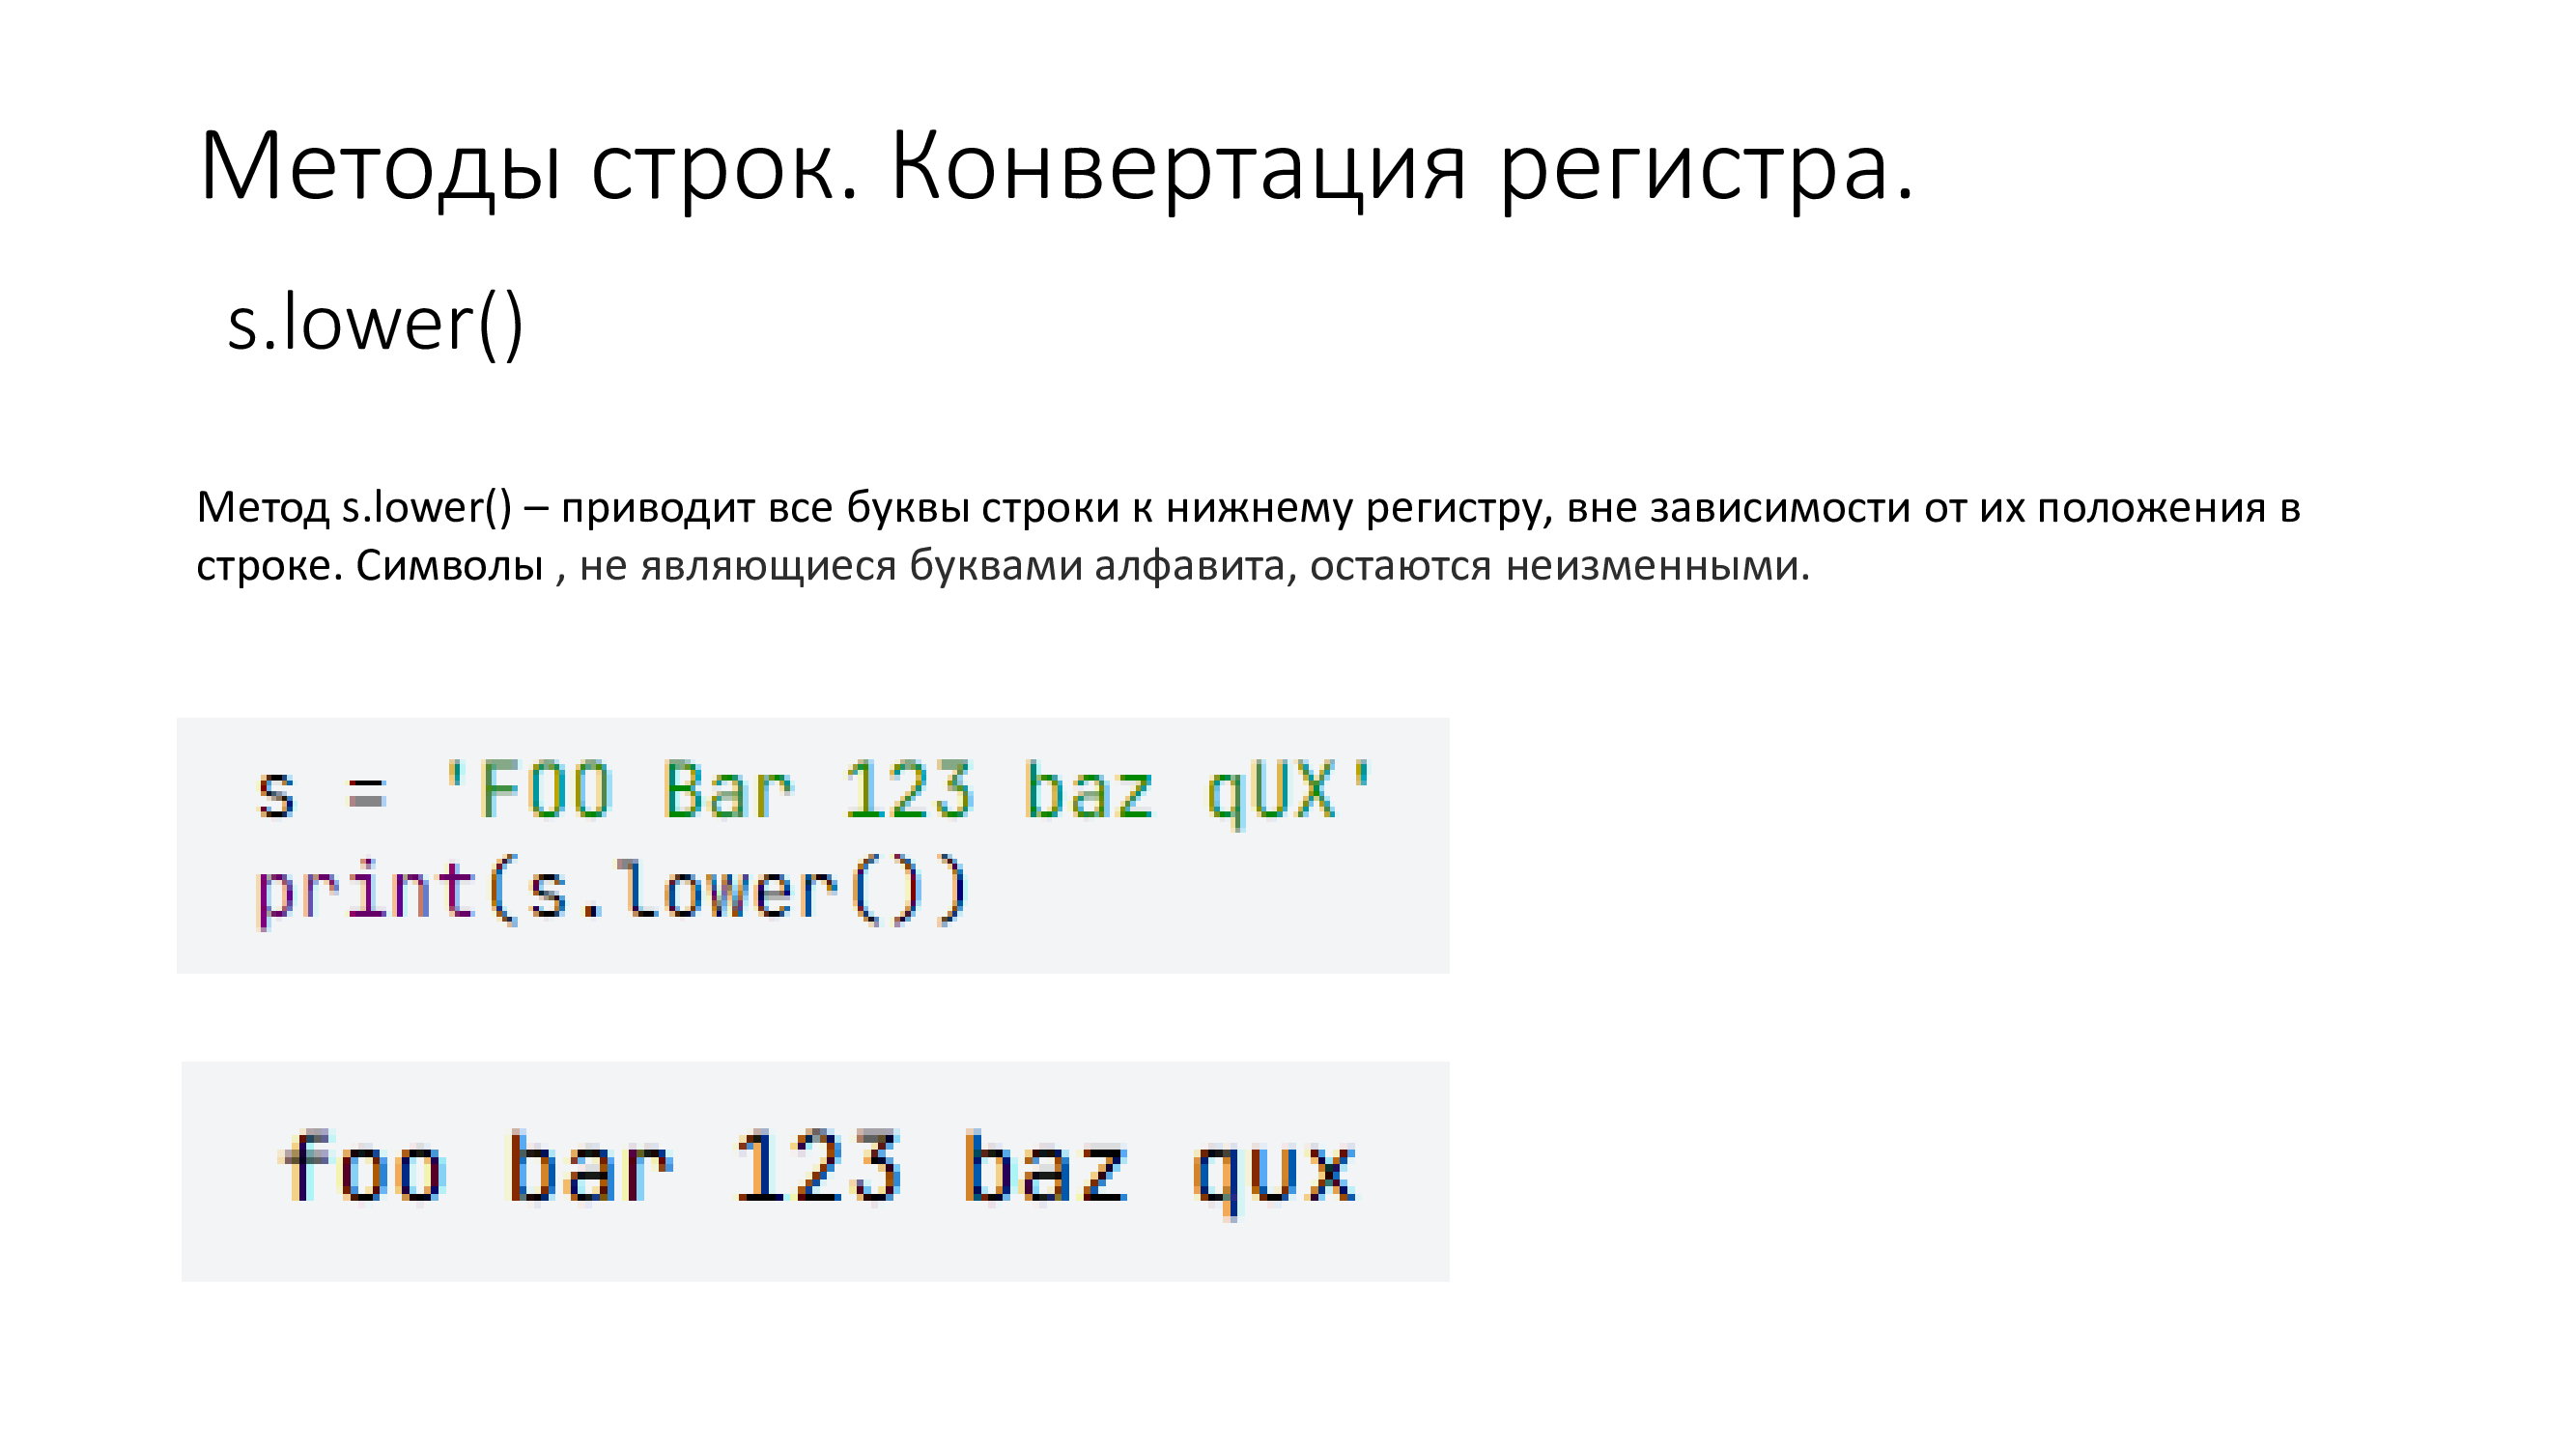 Методы строк. Конвертация регистра.
s.lower()
Метод s.lower() – приводит все буквы строки к нижнему регистру, вне зависимости от их положения в
строке. Символы , не являющиеся буквами алфавита, остаются неизменными.
s = 'FOO Bar 123 baz qUX'
print(s.lower())
foo bar 123 baz qux